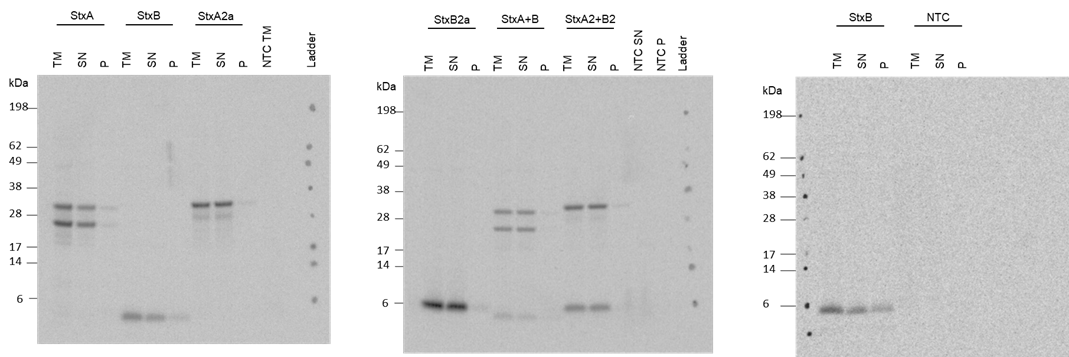 StxA StxB StxA2a
TM SN P TM SN P TM SN P NTC TM Ladder
kDa
198
62
49
38
28
17
14
6
StxB2a StxA+B StxA2+B2
TM SN P TM SN P TM SN P NTC SN NTC P Ladder
kDa
198
62
49
38
28
17
14
6
StxB NTC
TM SN P TM SN P
kDa
198
62
49
38
28
17
14
6